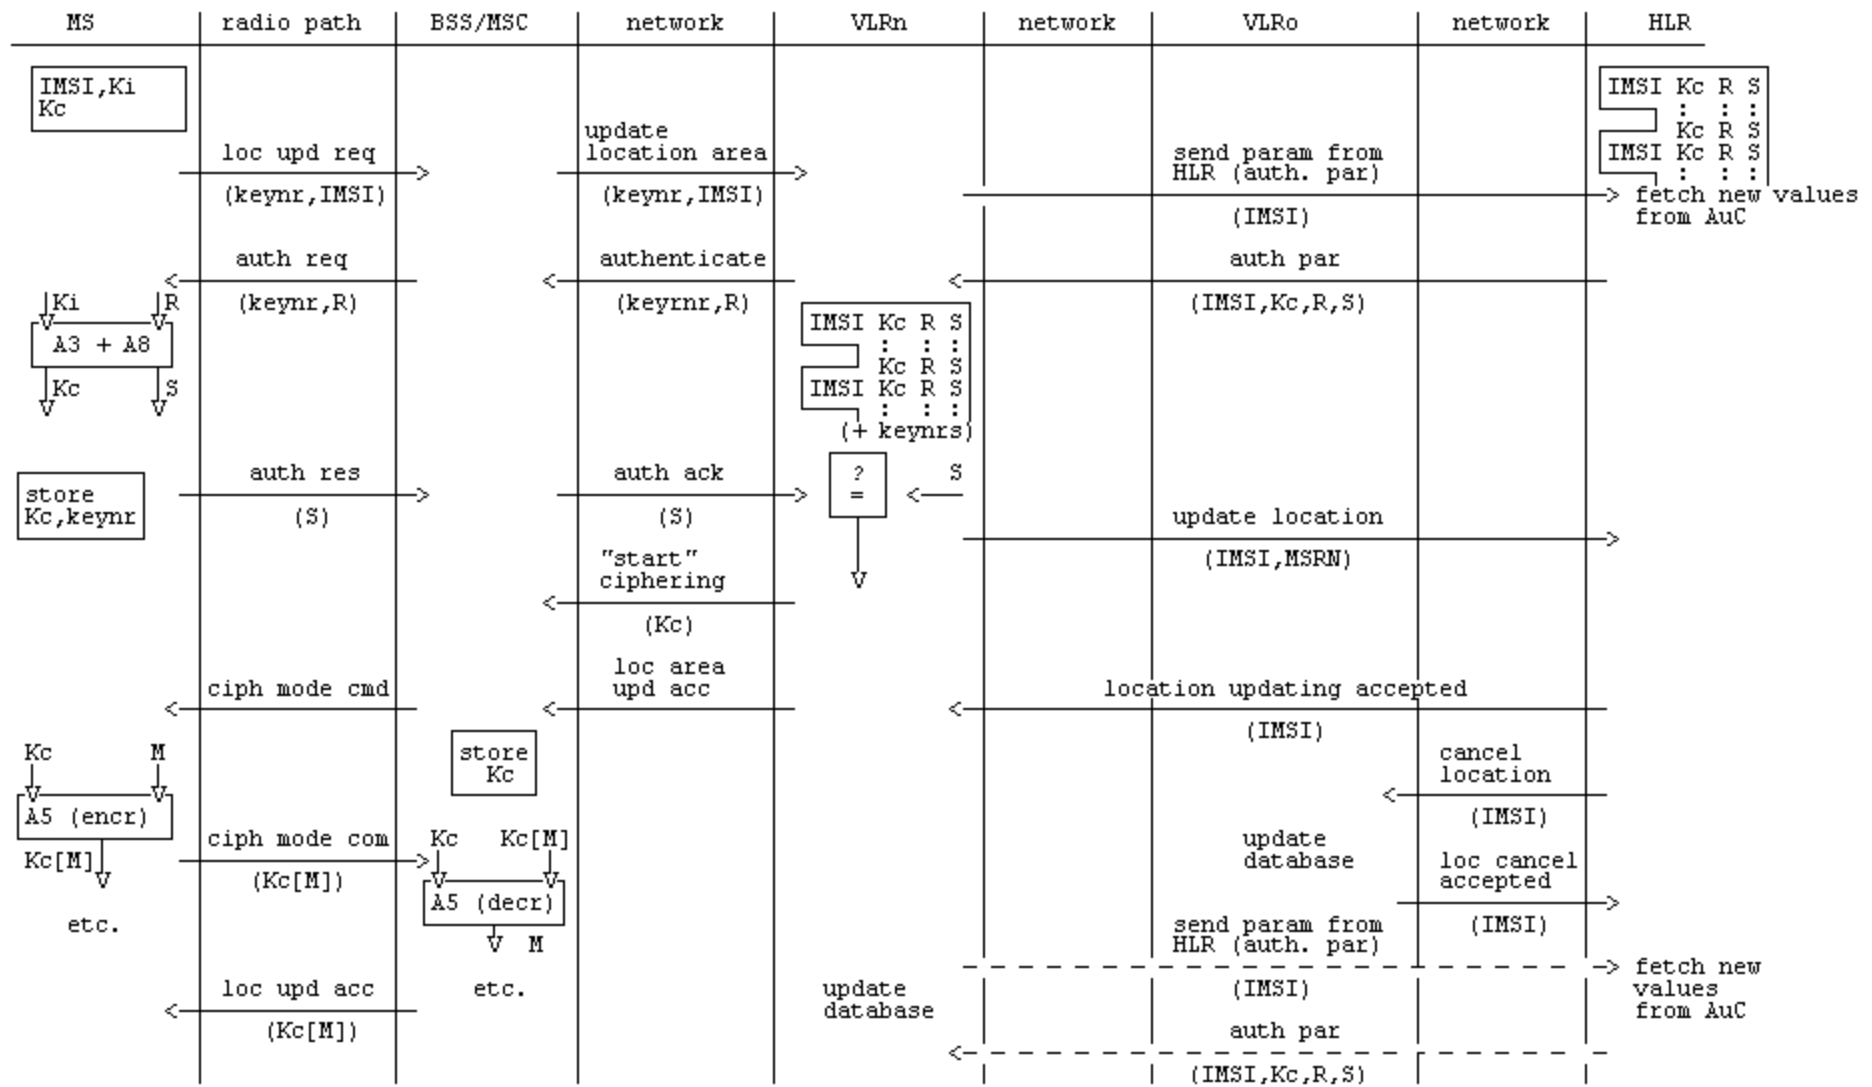 MS radio path BSS/MSC network VLRn network VLRo network HLR
IMSI,Ki IMSI Kc R S
Kc : : :
update Kc R S
loc upd req location area send param from IMSI Kc R S
HLR (auth. par) : : :
(keynr,IMSI) (keynr,IMSI) fetch new values
(IMSI) from AuC
auth req authenticate auth par
Ki R (keynr,R) (keyrnr,R) (IMSI,Kc,R,S)
IMSI Kc R S
A3 + A8 : : :
Kc R S
Kc S IMSI Kc R S
: : :
(+ keynrs)
auth res auth ack ? S
store =
Kc,keynr (S) (S) update location
"start" (IMSI,MSRN)
ciphering
(Kc)
loc area
ciph mode cmd upd acc location updating accepted
(IMSI)
Kc M store cancel
Kc location
A5 (encr) (IMSI)
ciph mode com Kc Kc[M] update
Kc[M] database loc cancel
(Kc[M]) accepted
A5 (decr)
etc. send param from (IMSI)
M HLR (auth. par)
fetch new
loc upd acc etc. update (IMSI) values
database from AuC
(Kc[M]) auth par
(IMSI,Kc,R,S)